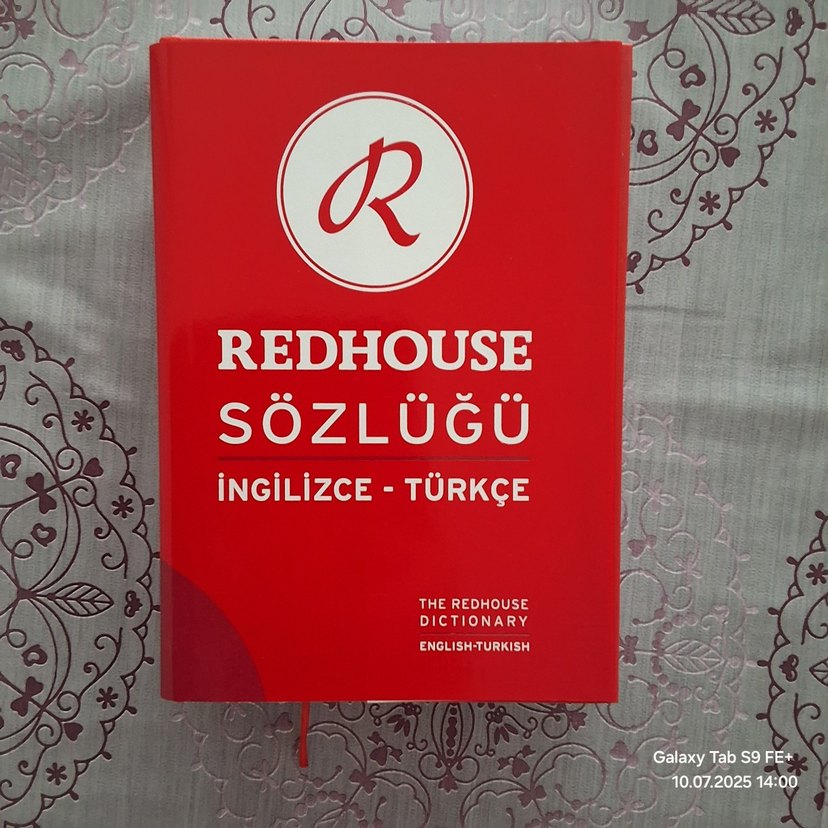 R
REDHOUSE
SÖZLÜĞÜ
İNGİLİZCE - TÜRKÇE
THE REDHOUSE
DICTIONARY
ENGLISH-TURKISH
Galaxy Tab S9 FE+
10.07.2025 14:00